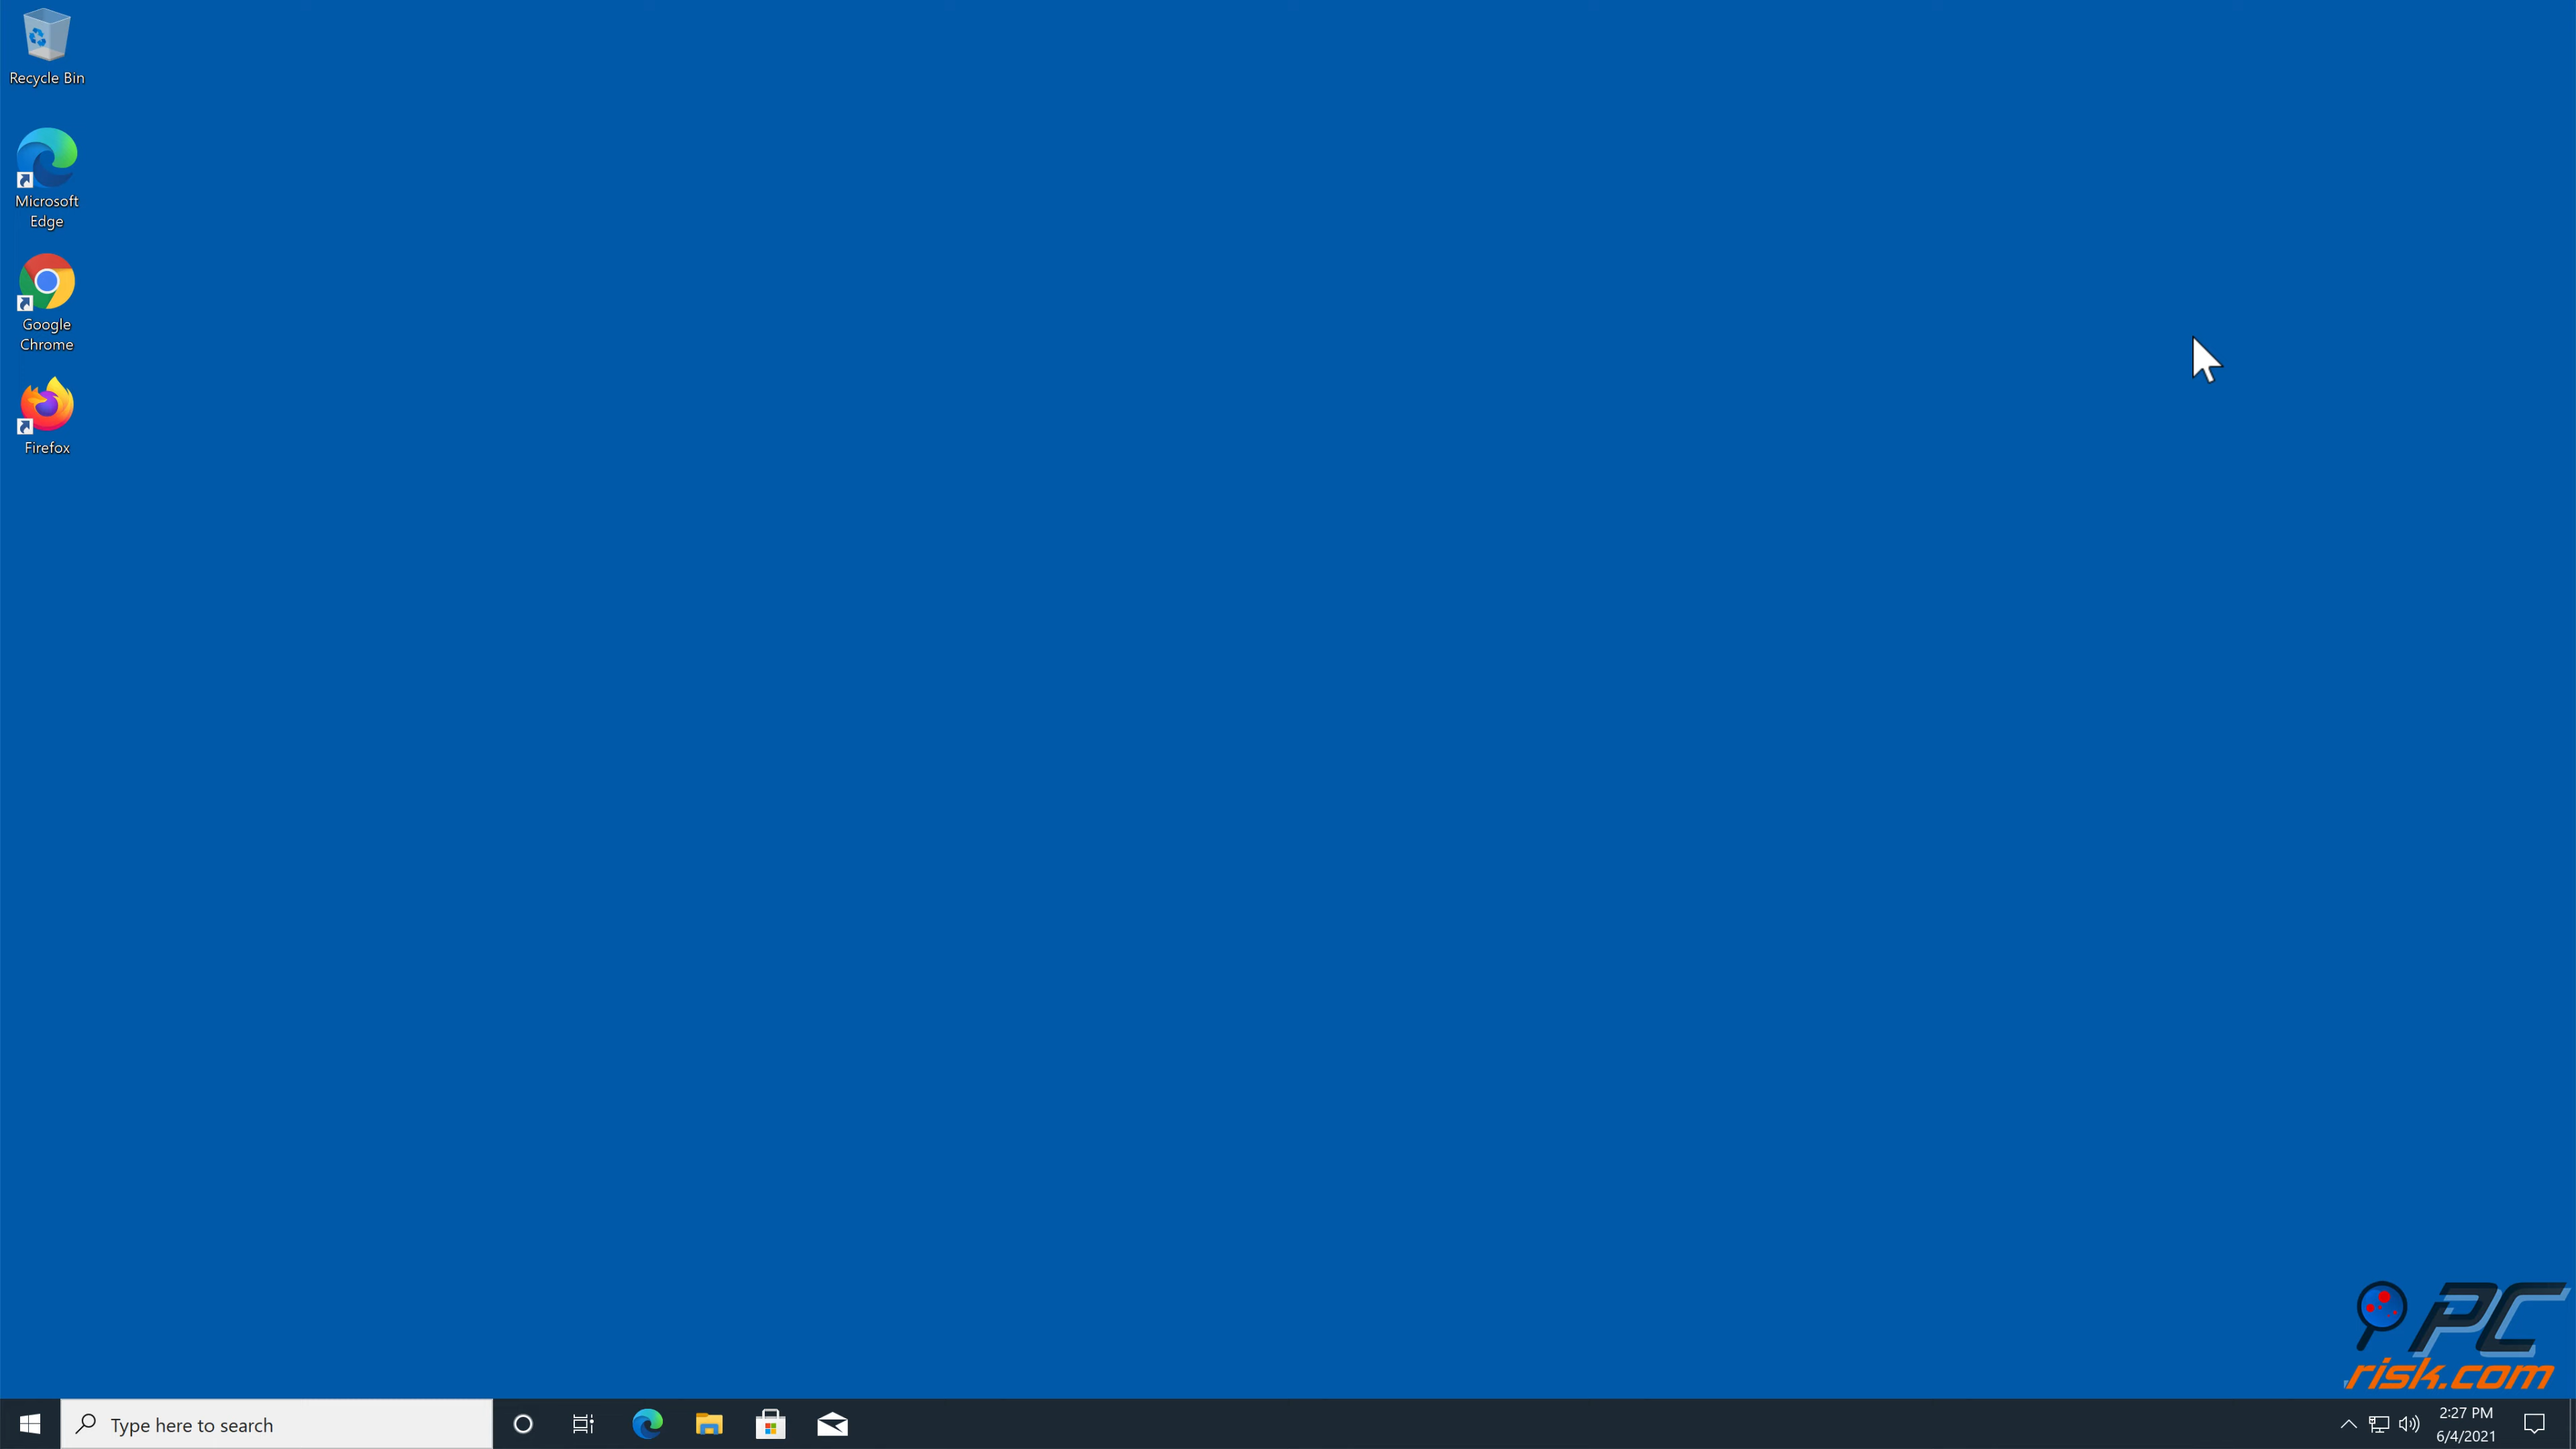 Recycle Bin
Microsoft
Edge
Google
Chrome
Firefox
PC
risk.com
Type here to search
2:27 PM
6/4/2021